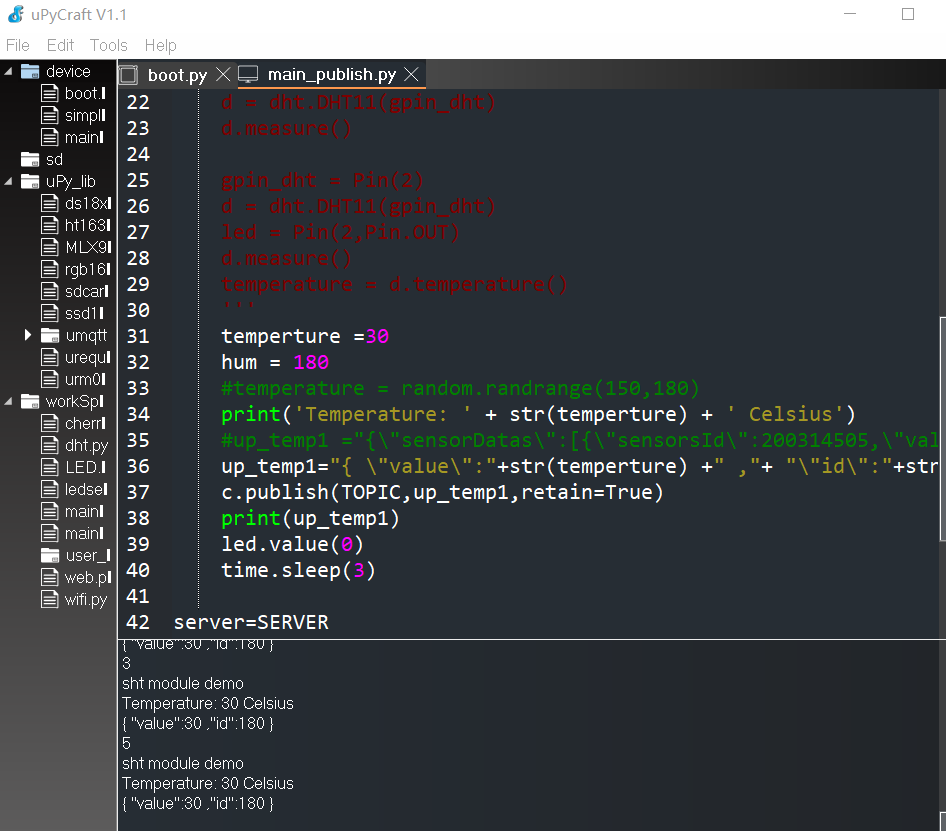 uPyCraft V1.1
File Edit Tools Help
device
boot.
simpl
main
sd
uPy_lib
ds18x
ht163
MLX9
rgb16
sdcar
ssd1
umqtt
urequ
urm0
workSp
cherr
dht.py
LED.
ledse
main
main
user_
web.p
wifi.py
boot.py main_publish.py
22 d = dht.DHT11(gpin_dht)
23 d.measure()
24
25 gpin_dht = Pin(2)
26 d = dht.DHT11(gpin_dht)
27 led = Pin(2,Pin.OUT)
28 d.measure()
29 temperature = d.temperature()
30 '''
31 temperture =30
32 hum = 180
33 #temperature = random.randrange(150,180)
34 print('Temperature: ' + str(temperture) + ' Celsius')
35 #up_temp1 ="{\"sensorDatas\":[{\"sensorsId\":200314505,\"val
36 up_temp1="{ \"value\":"+str(temperture) +" ,"+ "\"id\":"+str
37 c.publish(TOPIC,up_temp1,retain=True)
38 print(up_temp1)
39 led.value(0)
40 time.sleep(3)
41
42 server=SERVER
{ "value":30 ,"id":180 }
3
sht module demo
Temperature: 30 Celsius
{ "value":30 ,"id":180 }
5
sht module demo
Temperature: 30 Celsius
{ "value":30 ,"id":180 }